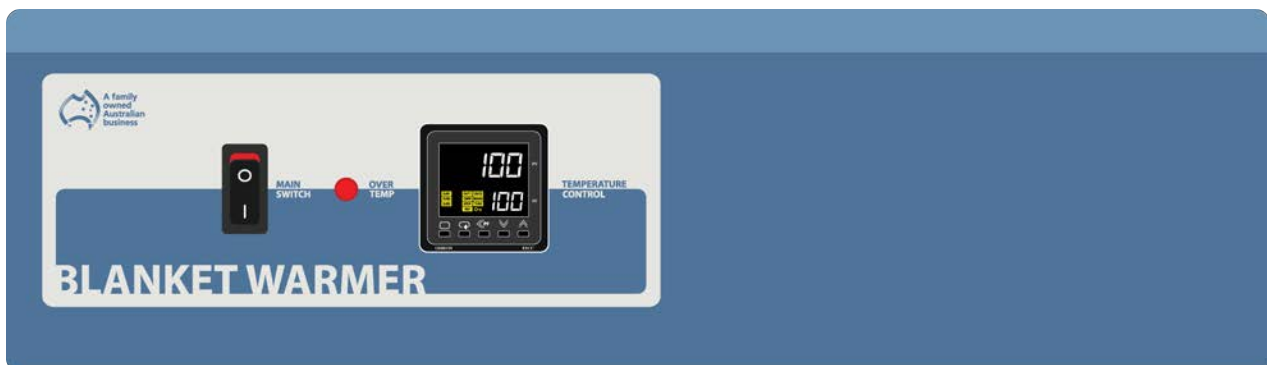 A family
owned
Australian
business
MAIN
SWITCH
OVER
TEMP
100
100
TEMPERATURE
CONTROL
BLANKET WARMER